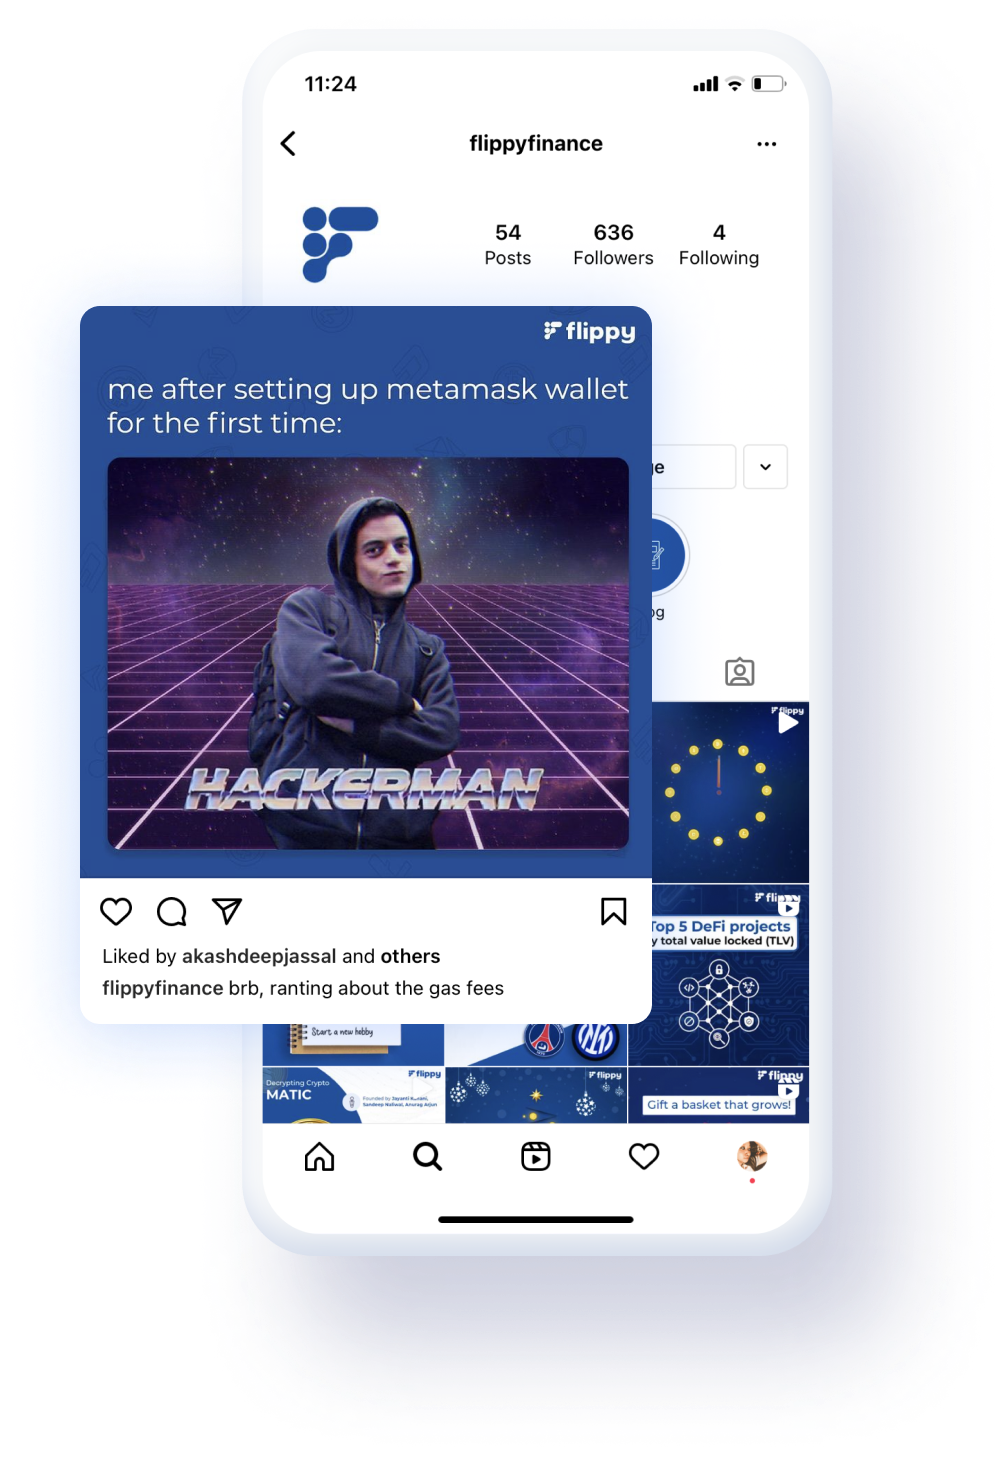 11:24
flippyfinance
54
636
4
Posts
Followers
Following
flippy
me after setting up metamask wallet
for the first time:
HACKERMAN
Liked by akashdeepjassal and others
flippyfinance brb, ranting about the gas fees
flippy
Top 5 DeFi projects
y total value locked (TLV)
Start a new hobby
Decrypting Crypto
MATIC
flippy
Founded by
Sandeep Nailwal, Anurag Arjun
flippy
flippy
Gift a basket that grows!